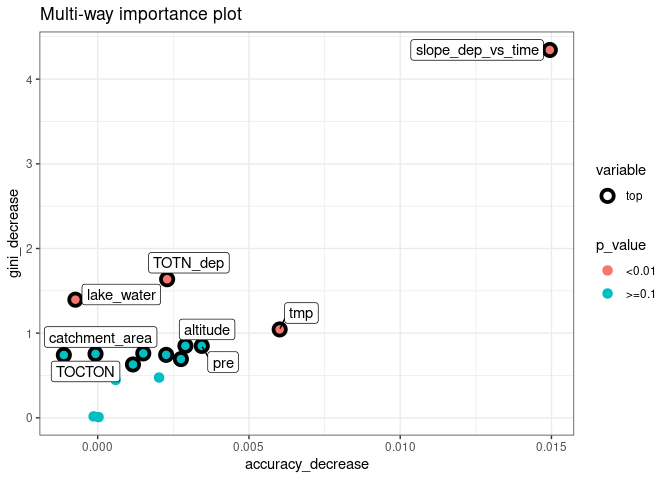 Multi-way importance plot
slope_dep_vs_time
4
3
variable
top
gini_decrease
p_value
<0.01
>=0.1
2
TOTN_dep
lake_water
tmp
altitude
catchment_area
1
pre
TOCTON
0
0.000
0.005
0.010
0.015
accuracy_decrease